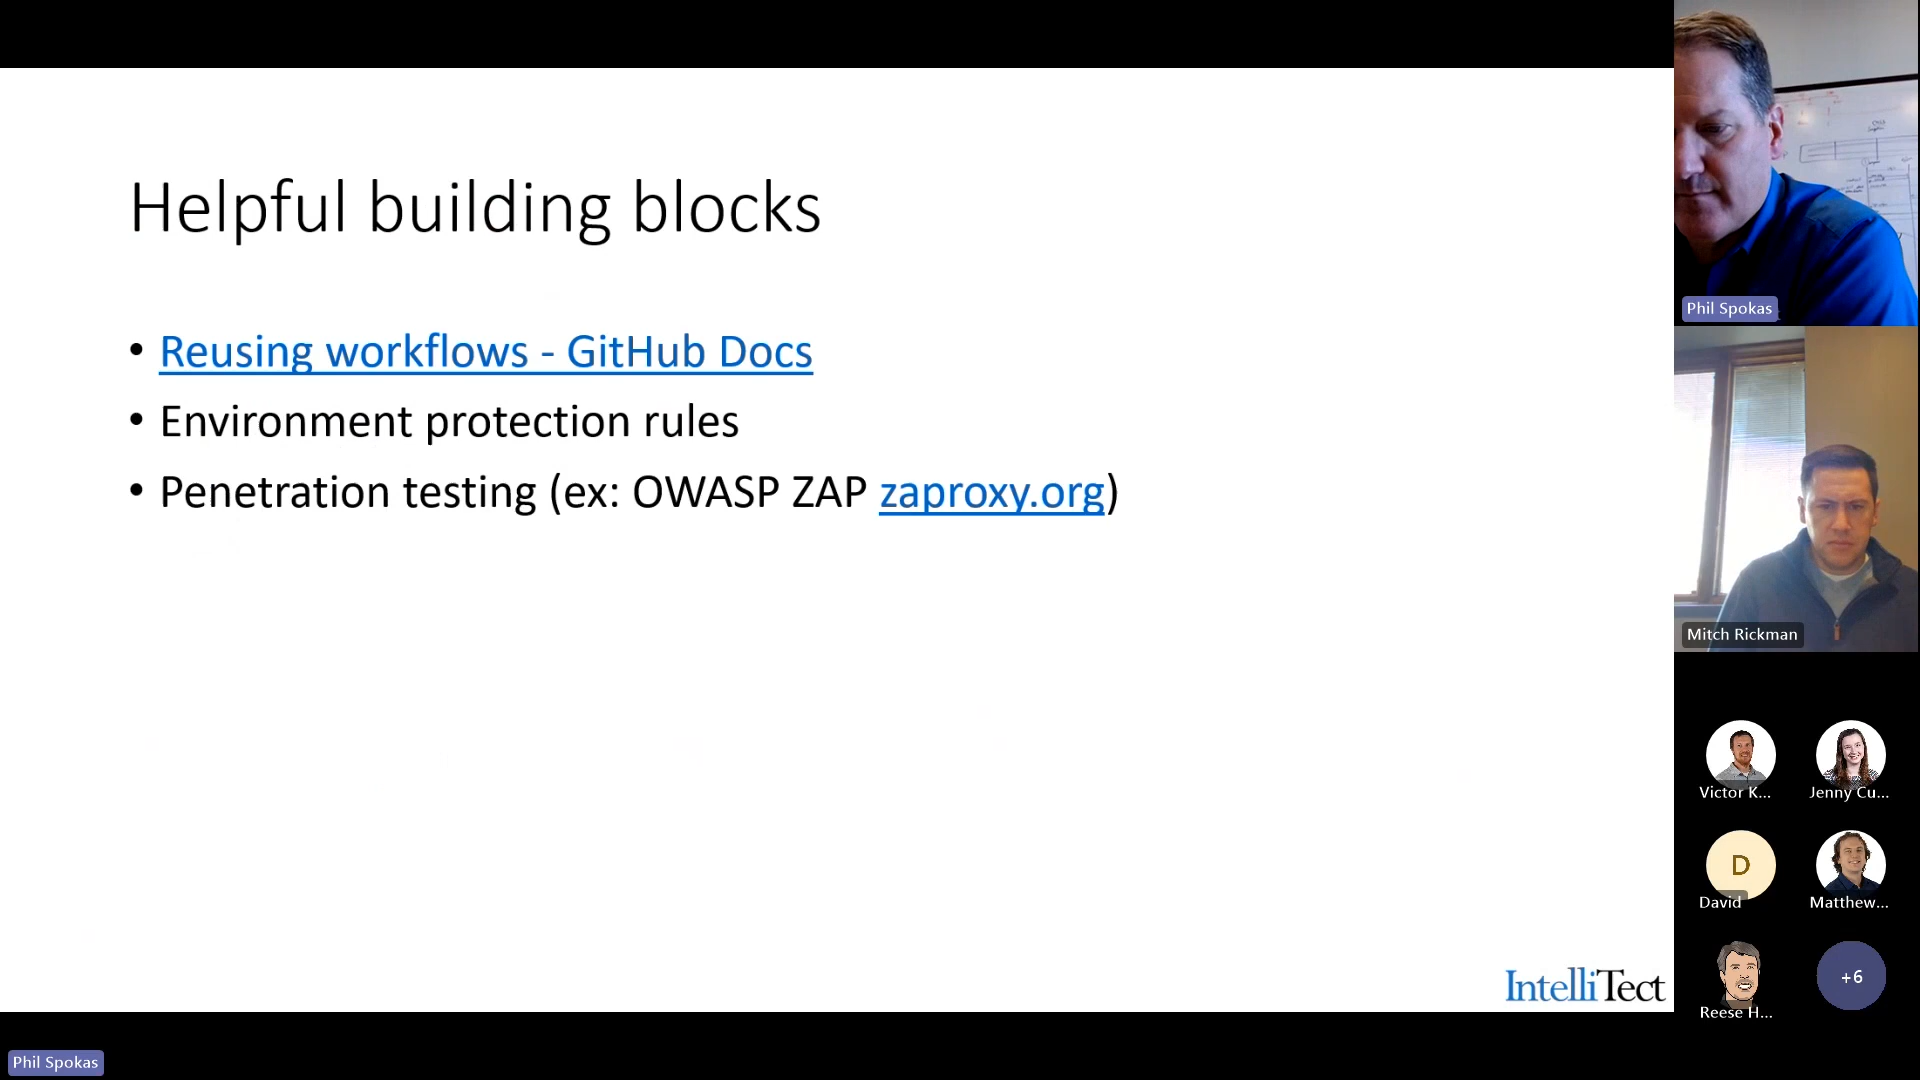 Helpful building blocks
• Reusing workflows - GitHub Docs
• Environment protection rules
• Penetration testing (ex: OWASP ZAP zaproxy.org)
IntelliTect
Phil Spokas
Mitch Rickman
Victor K...
Jenny Cu...
D
David
Matthew...
Reese H...
+6
Phil Spokas